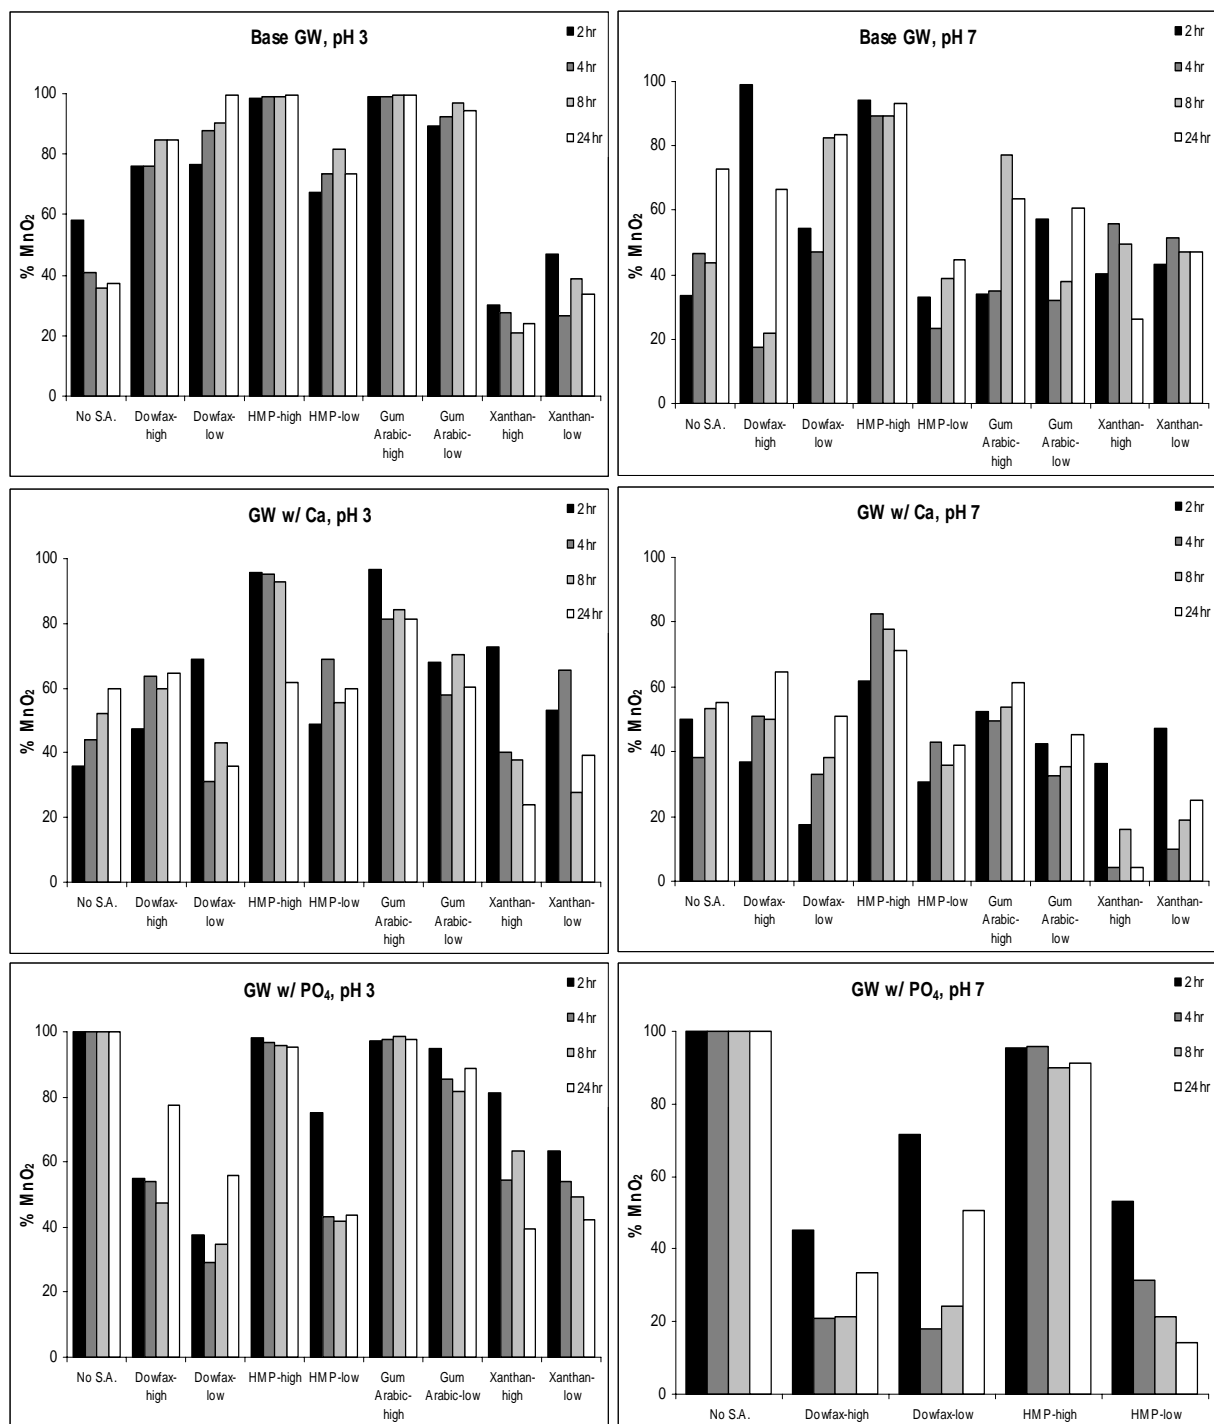 Base GW, pH 3
2 hr
4 hr
8 hr
24 hr
% MnO₂
100
80
60
40
20
0
No S.A.
Dowfax-
high
Dowfax-
low
HMP-high
HMP-low
Gum
Arabic-
high
Gum
Arabic-
low
Xanthan-
high
Xanthan-
low
Base GW, pH 7
2 hr
4 hr
8 hr
24 hr
% MnO₂
100
80
60
40
20
0
No S.A.
Dowfax-
high
Dowfax-
low
HMP-high
HMP-low
Gum
Arabic-
high
Gum
Arabic-
low
Xanthan-
high
Xanthan-
low
GW w/ Ca, pH 3
2 hr
4 hr
8 hr
24 hr
% MnO₂
100
80
60
40
20
0
No S.A.
Dowfax-
high
Dowfax-
low
HMP-high
HMP-low
Gum
Arabic-
high
Gum
Arabic-
low
Xanthan-
high
Xanthan-
low
GW w/ Ca, pH 7
2 hr
4 hr
8 hr
24 hr
% MnO₂
100
80
60
40
20
0
No S.A.
Dowfax-
high
Dowfax-
low
HMP-high
HMP-low
Gum
Arabic-
high
Gum
Arabic-
low
Xanthan-
high
Xanthan-
low
GW w/ PO₄, pH 3
2 hr
4 hr
8 hr
24 hr
% MnO₂
100
80
60
40
20
0
No S.A.
Dowfax-
high
Dowfax-
low
HMP-high
HMP-low
Gum
Arabic-
high
Gum
Arabic-low
Xanthan-
high
Xanthan-
low
GW w/ PO₄, pH 7
2 hr
4 hr
8 hr
24 hr
% MnO₂
100
80
60
40
20
0
No S.A.
Dowfax-high
Dowfax-low
HMP-high
HMP-low